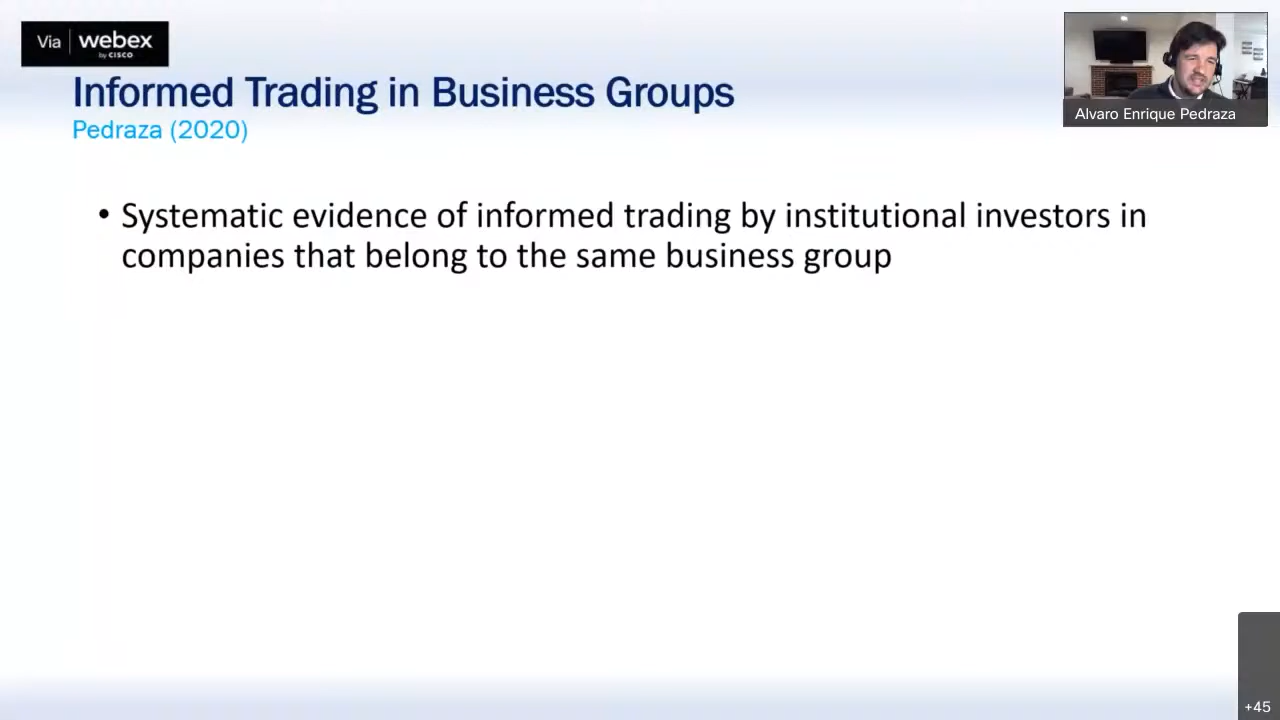 Via webex
by CISCO
Informed Trading in Business Groups
Pedraza (2020)
Alvaro Enrique Pedraza
• Systematic evidence of informed trading by institutional investors in
companies that belong to the same business group
+45